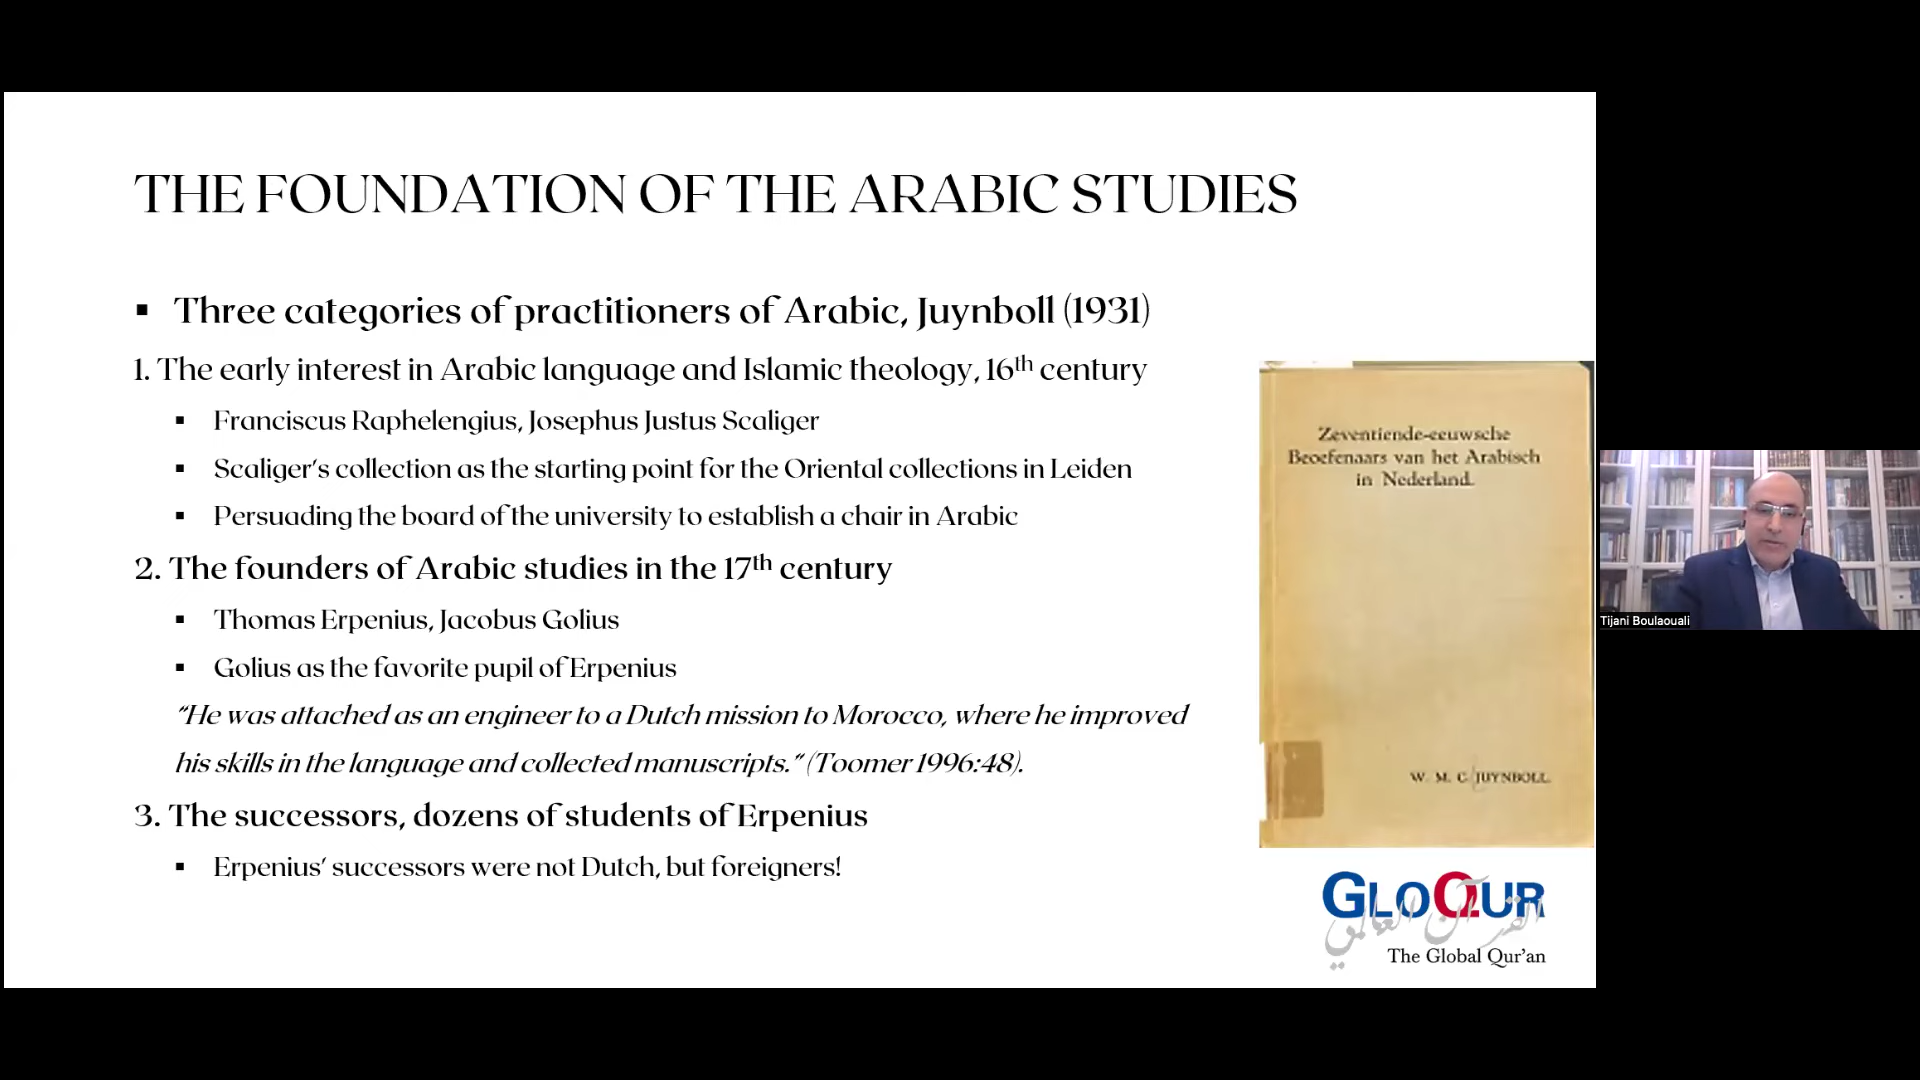 THE FOUNDATION OF THE ARABIC STUDIES
▪ Three categories of practitioners of Arabic, Juynboll (1931)
1. The early interest in Arabic language and Islamic theology, 16th century
▪ Franciscus Raphelengius, Josephus Justus Scaliger
▪ Scaliger's collection as the starting point for the Oriental collections in Leiden
▪ Persuading the board of the university to establish a chair in Arabic
2. The founders of Arabic studies in the 17th century
▪ Thomas Erpenius, Jacobus Golius
▪ Golius as the favorite pupil of Erpenius
"He was attached as an engineer to a Dutch mission to Morocco, where he improved
his skills in the language and collected manuscripts." (Toomer 1996:48).
3. The successors, dozens of students of Erpenius
▪ Erpenius' successors were not Dutch, but foreigners!
Zeventiende-eeuwsche
Beoefenaars van het Arabisch
in Nederland.
W. M. C. JUYNBOLL.
GLOQUR
القرآن العالمي
The Global Qur'an
Tijani Boulaouali